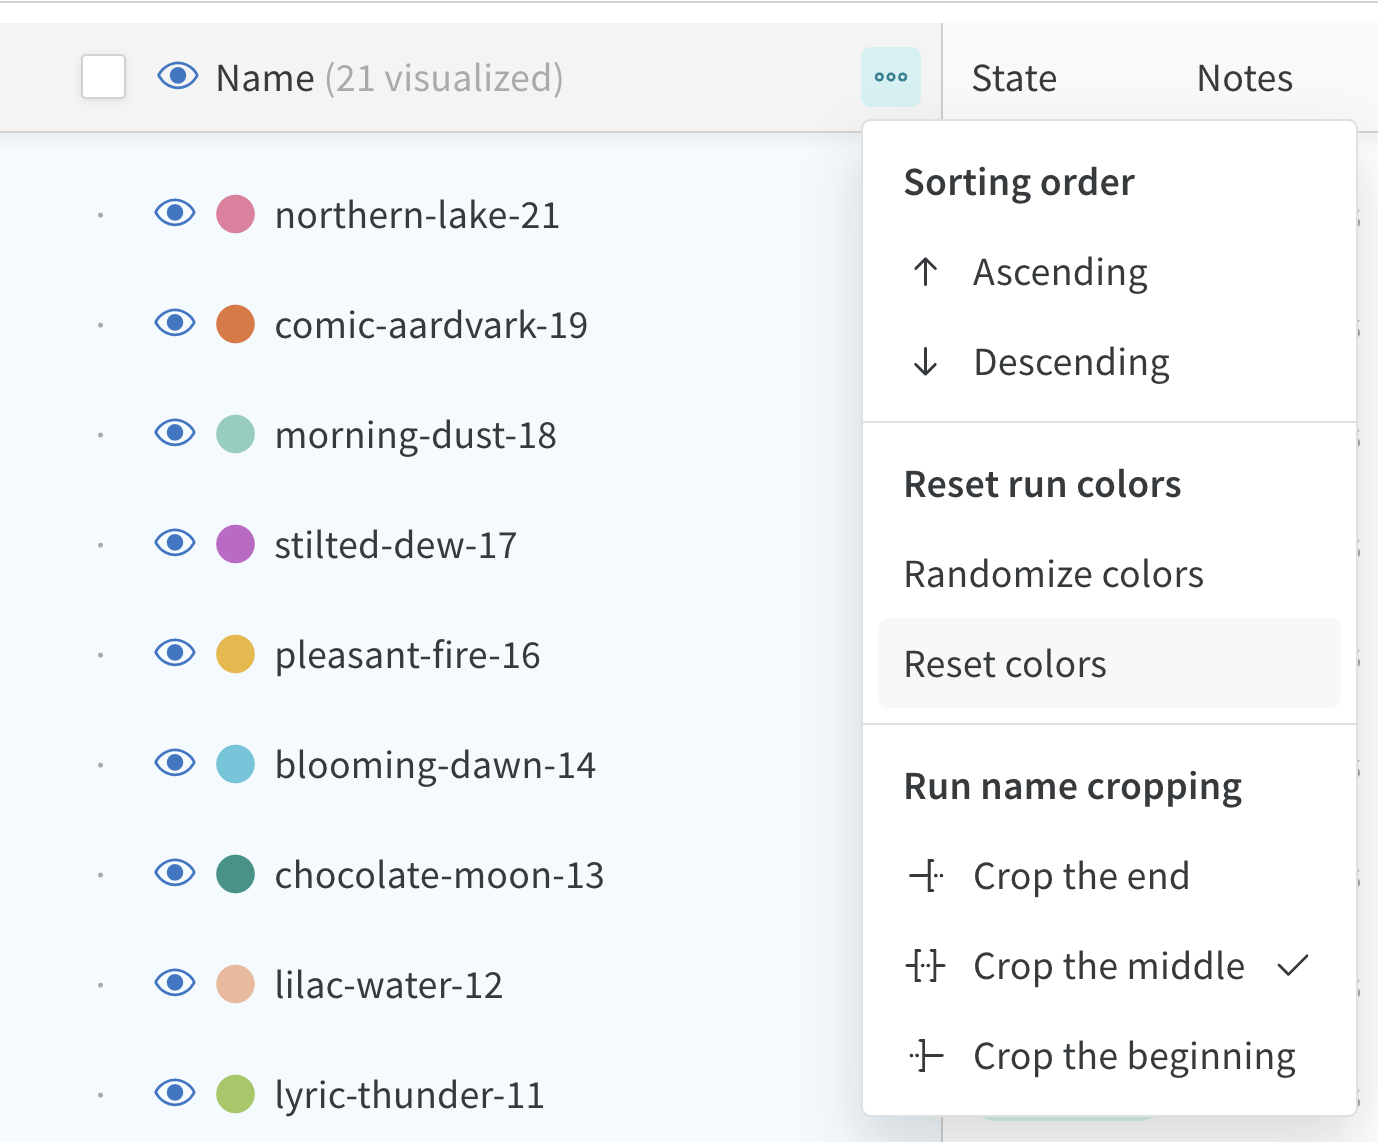 Name (21 visualized)
State
Notes
northern-lake-21
comic-aardvark-19
morning-dust-18
stilted-dew-17
pleasant-fire-16
blooming-dawn-14
chocolate-moon-13
lilac-water-12
lyric-thunder-11
Sorting order
Ascending
Descending
Reset run colors
Randomize colors
Reset colors
Run name cropping
Crop the end
Crop the middle
Crop the beginning